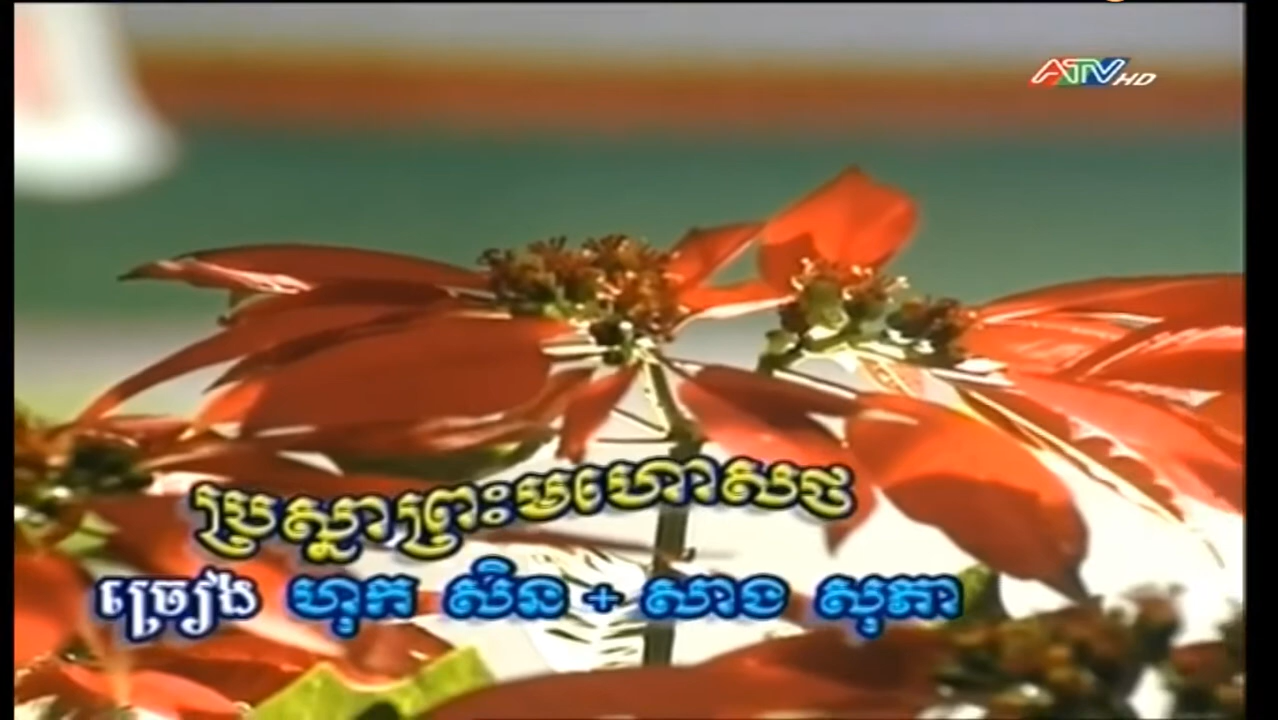 ATV HD
ប្រស្នាព្រះមហោសថ
ច្រៀង ហុក សិន + សាង សុភា